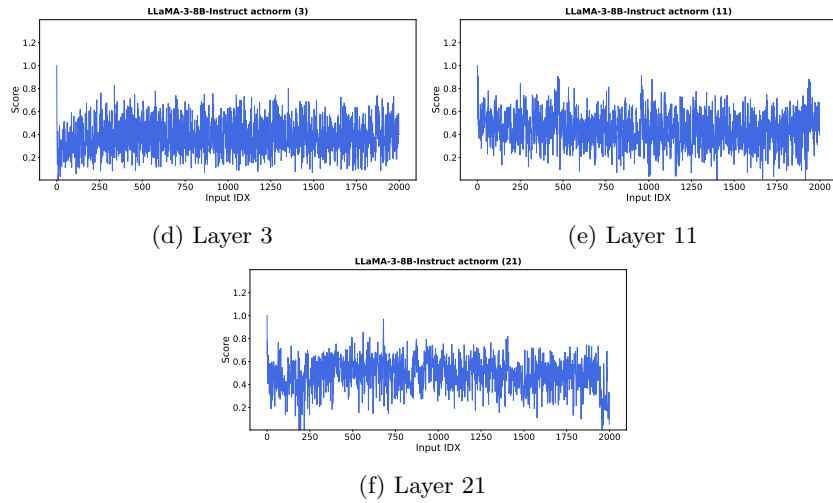 LLaMA-3-8B-Instruct actnorm (3)
1.2
1.0
0.8
0.6
0.4
0.2
Score
0 250 500 750 1000 1250 1500 1750 2000
Input IDX
(d) Layer 3
LLaMA-3-8B-Instruct actnorm (11)
1.2
1.0
0.8
0.6
0.4
0.2
Score
0 250 500 750 1000 1250 1500 1750 2000
Input IDX
(e) Layer 11
LLaMA-3-8B-Instruct actnorm (21)
1.2
1.0
0.8
0.6
0.4
0.2
Score
0 250 500 750 1000 1250 1500 1750 2000
Input IDX
(f) Layer 21